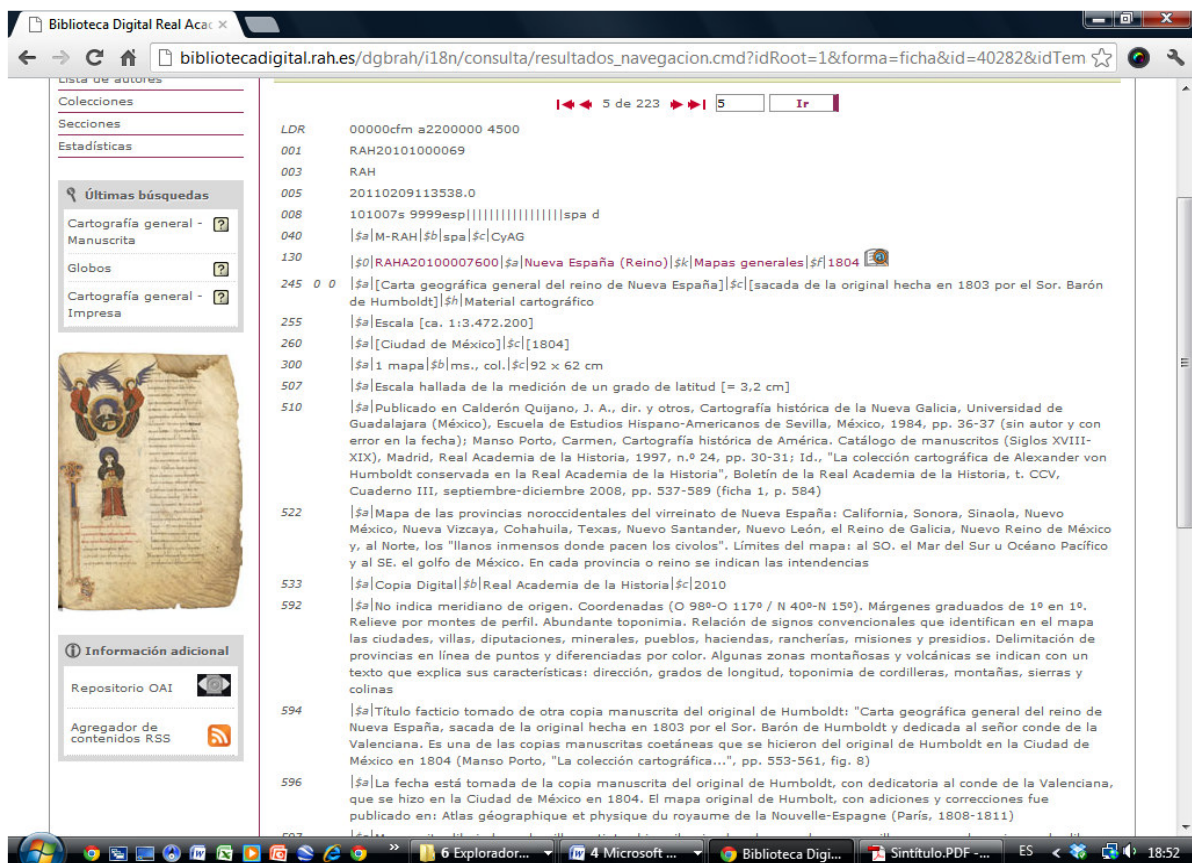 Biblioteca Digital Real Acac
bibliotecadigital.rah.es/dgbrah/i18n/consulta/resultados_navegacion.cmd?idRoot=1&forma=ficha&id=40282&idTem
Lista de autores
Colecciones
Secciones
Estadísticas
Últimas búsquedas
Cartografía general -
Manuscrita
Globos
Cartografía general -
Impresa
Información adicional
Repositorio OAI
Agregador de
contenidos RSS
5 de 223 5 Ir
LDR 00000cfm a2200000 4500
001 RAH20101000069
003 RAH
005 20110209113538.0
008 101007s 9999esp|||||||||||||||||spa d
040 |$a|M-RAH|$b|spa|$c|CyAG
130 |$0|RAHA20100007600|$a|Nueva España (Reino)|$k|Mapas generales|$f|1804
245 0 0 |$a|[Carta geográfica general del reino de Nueva España]|$c|[sacada de la original hecha en 1803 por el Sor. Barón
de Humboldt]|$h|Material cartográfico
255 |$a|Escala [ca. 1:3.472.200]
260 |$a|[Ciudad de México]|$c|[1804]
300 |$a|1 mapa|$b|ms., col.|$c|92 x 62 cm
507 |$a|Escala hallada de la medición de un grado de latitud [= 3,2 cm]
510 |$a|Publicado en Calderón Quijano, J. A., dir. y otros, Cartografía histórica de la Nueva Galicia, Universidad de
Guadalajara (México), Escuela de Estudios Hispano-Americanos de Sevilla, México, 1984, pp. 36-37 (sin autor y con
error en la fecha); Manso Porto, Carmen, Cartografía histórica de América. Catálogo de manuscritos (Siglos XVIII-
XIX), Madrid, Real Academia de la Historia, 1997, n.º 24, pp. 30-31; Id., "La colección cartográfica de Alexander von
Humboldt conservada en la Real Academia de la Historia", Boletín de la Real Academia de la Historia, t. CCV,
Cuaderno III, septiembre-diciembre 2008, pp. 537-589 (ficha 1, p. 584)
522 |$a|Mapa de las provincias noroccidentales del virreinato de Nueva España: California, Sonora, Sinaola, Nuevo
México, Nueva Vizcaya, Cohahuila, Texas, Nuevo Santander, Nuevo León, el Reino de Galicia, Nuevo Reino de México
y, al Norte, los "llanos inmensos donde pacen los civolos". Límites del mapa: al SO. el Mar del Sur u Océano Pacífico
y al SE. el golfo de México. En cada provincia o reino se indican las intendencias
533 |$a|Copia Digital|$b|Real Academia de la Historia|$c|2010
592 |$a|No indica meridiano de origen. Coordenadas (O 98º-O 117º / N 40º-N 15º). Márgenes graduados de 1º en 1º.
Relieve por montes de perfil. Abundante toponimia. Relación de signos convencionales que identifican en el mapa
las ciudades, villas, diputaciones, minerales, pueblos, haciendas, rancherías, misiones y presidios. Delimitación de
provincias en línea de puntos y diferenciadas por color. Algunas zonas montañosas y volcánicas se indican con un
texto que explica sus características: dirección, grados de longitud, toponimia de cordilleras, montañas, sierras y
colinas
594 |$a|Título facticio tomado de otra copia manuscrita del original de Humboldt: "Carta geográfica general del reino de
Nueva España, sacada de la original hecha en 1803 por el Sor. Barón de Humboldt y dedicada al señor conde de la
Valenciana. Es una de las copias manuscritas coetáneas que se hicieron del original de Humboldt en la Ciudad de
México en 1804 (Manso Porto, "La colección cartográfica...", pp. 553-561, fig. 8)
596 |$a|La fecha está tomada de la copia manuscrita del original de Humboldt, con dedicatoria al conde de la Valenciana,
que se hizo en la Ciudad de México en 1804. El mapa original de Humbolt, con adiciones y correcciones fue
publicado en: Atlas géographique et physique du royaume de la Nouvelle-Espagne (París, 1808-1811)
6 Explorador... 4 Microsoft ... Biblioteca Digi... Sintítulo.PDF -... ES 18:52